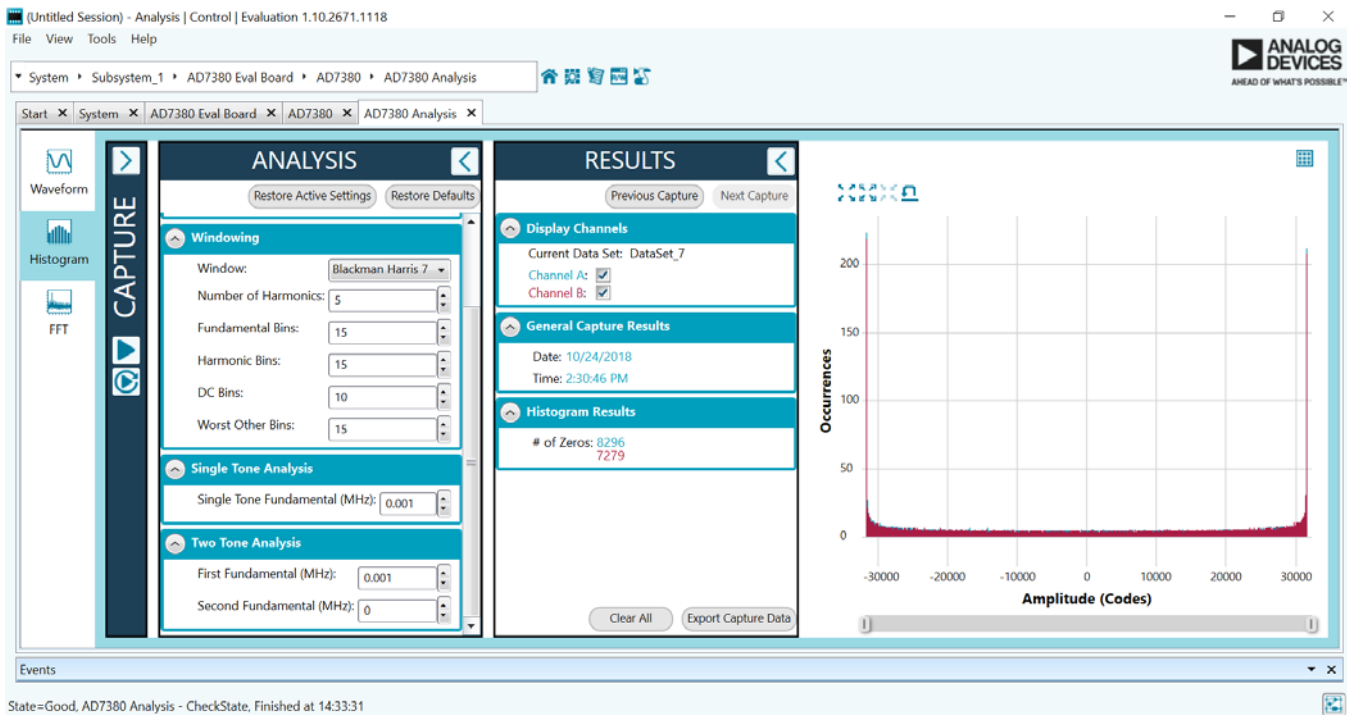 (Untitled Session) - Analysis | Control | Evaluation 1.10.2671.1118
File View Tools Help
ANALOG
DEVICES
AHEAD OF WHAT'S POSSIBLE™
System Subsystem_1 AD7380 Eval Board AD7380 AD7380 Analysis
Start System AD7380 Eval Board AD7380 AD7380 Analysis
Waveform
Histogram
FFT
CAPTURE
ANALYSIS
Restore Active Settings Restore Defaults
Windowing
Window: Blackman Harris 7
Number of Harmonics: 5
Fundamental Bins: 15
Harmonic Bins: 15
DC Bins: 10
Worst Other Bins: 15
Single Tone Analysis
Single Tone Fundamental (MHz): 0.001
Two Tone Analysis
First Fundamental (MHz): 0.001
Second Fundamental (MHz): 0
RESULTS
Previous Capture Next Capture
Display Channels
Current Data Set: DataSet_7
Channel A:
Channel B:
General Capture Results
Date: 10/24/2018
Time: 2:30:46 PM
Histogram Results
# of Zeros: 8296
7279
Clear All Export Capture Data
Occurrences
200
150
100
50
0
-30000 -20000 -10000 0 10000 20000 30000
Amplitude (Codes)
Events
State=Good, AD7380 Analysis - CheckState, Finished at 14:33:31